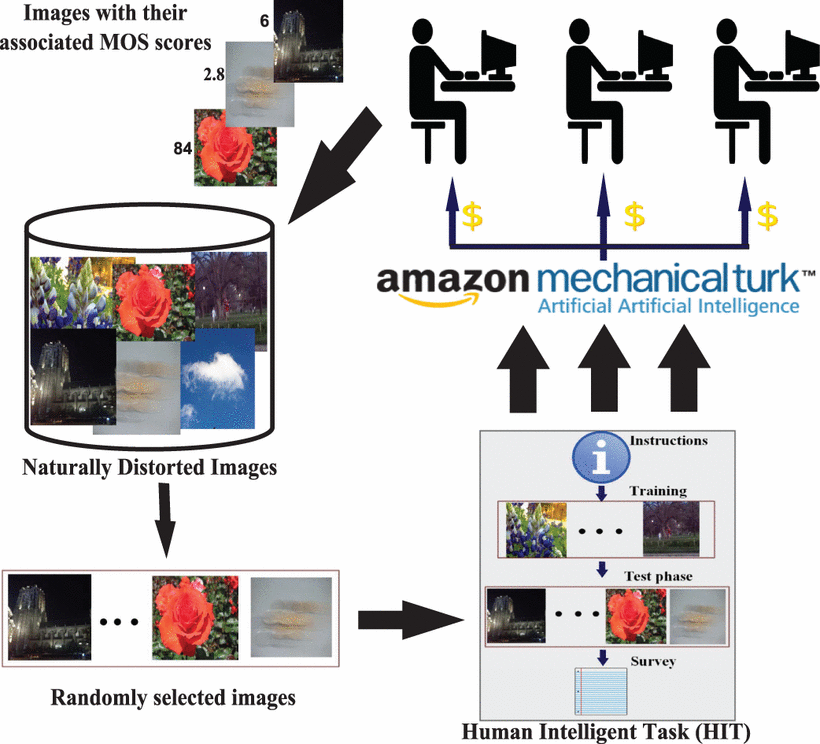 Images with their
associated MOS scores
6
2.8
84
$ $ $
amazon mechanical turk™
Artificial Artificial Intelligence
Naturally Distorted Images
Instructions
Training
Test phase
Survey
Randomly selected images
Human Intelligent Task (HIT)